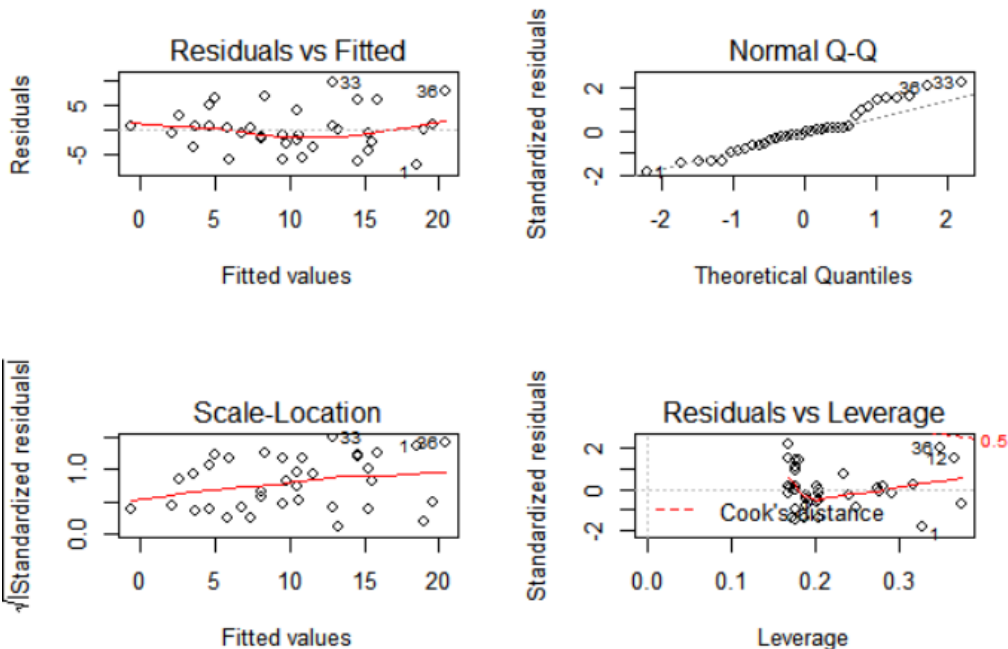 Residuals vs Fitted
Residuals
5
-5
33
36
1
0 5 10 15 20
Fitted values
Normal Q-Q
Standardized residuals
2
0
-2
36
33
1
-2 -1 0 1 2
Theoretical Quantiles
Scale-Location
√|Standardized residuals|
1.0
0.0
33
1
36
0 5 10 15 20
Fitted values
Residuals vs Leverage
Standardized residuals
2
0
-2
36
12
1
0.5
Cook's distance
0.0 0.1 0.2 0.3
Leverage